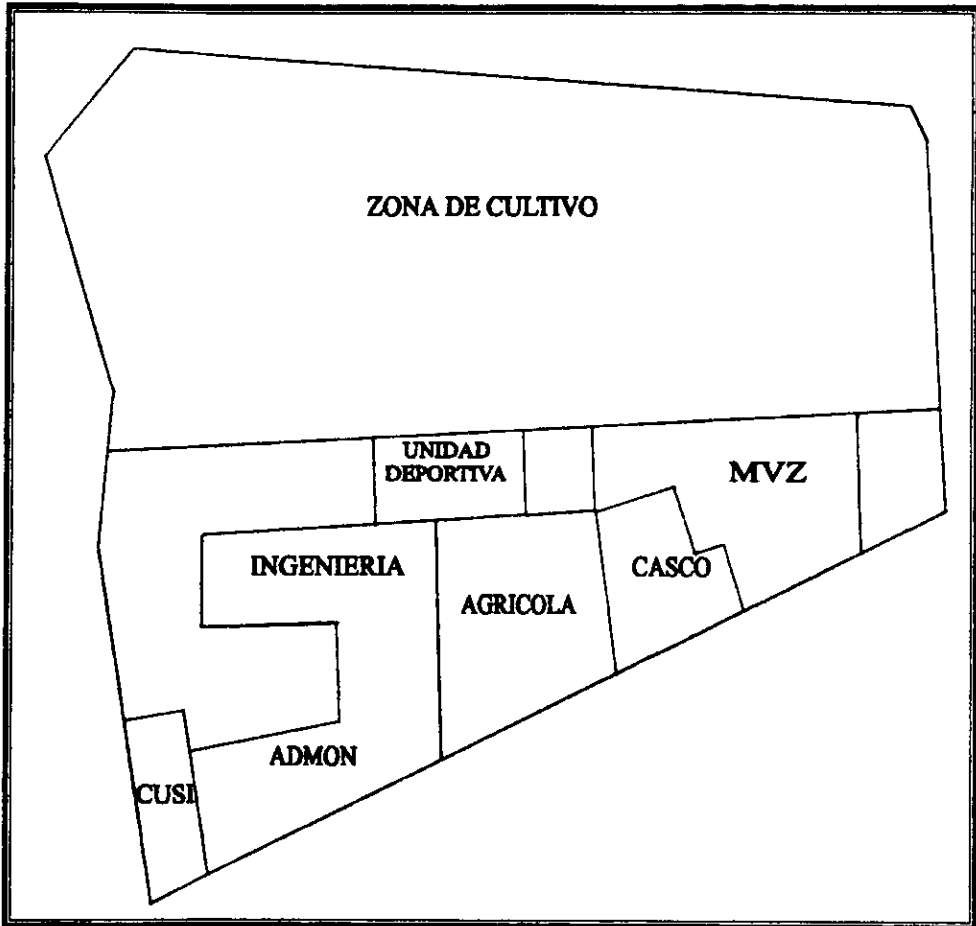 ZONA DE CULTIVO
UNIDAD
DEPORTIVA
MVZ
INGENIERIA
CASCO
AGRICOLA
ADMON
CUSI